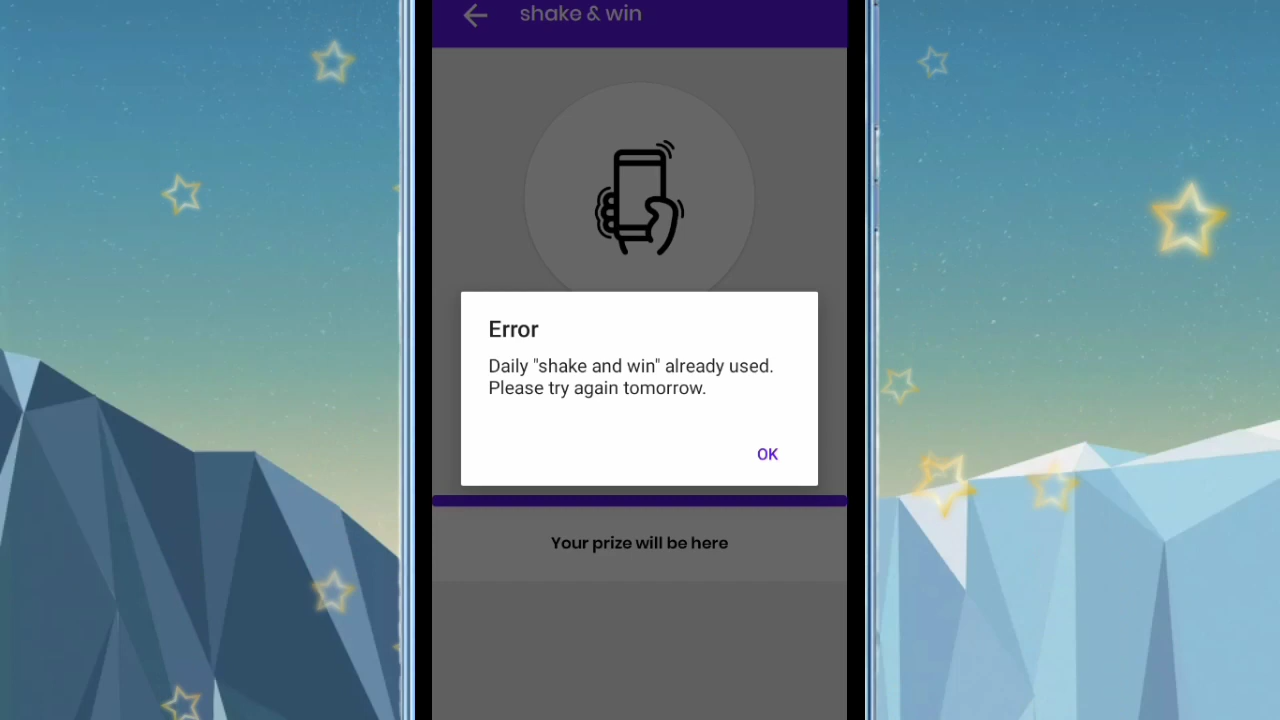 shake & win
Error
Daily "shake and win" already used.
Please try again tomorrow.
OK
Your prize will be here